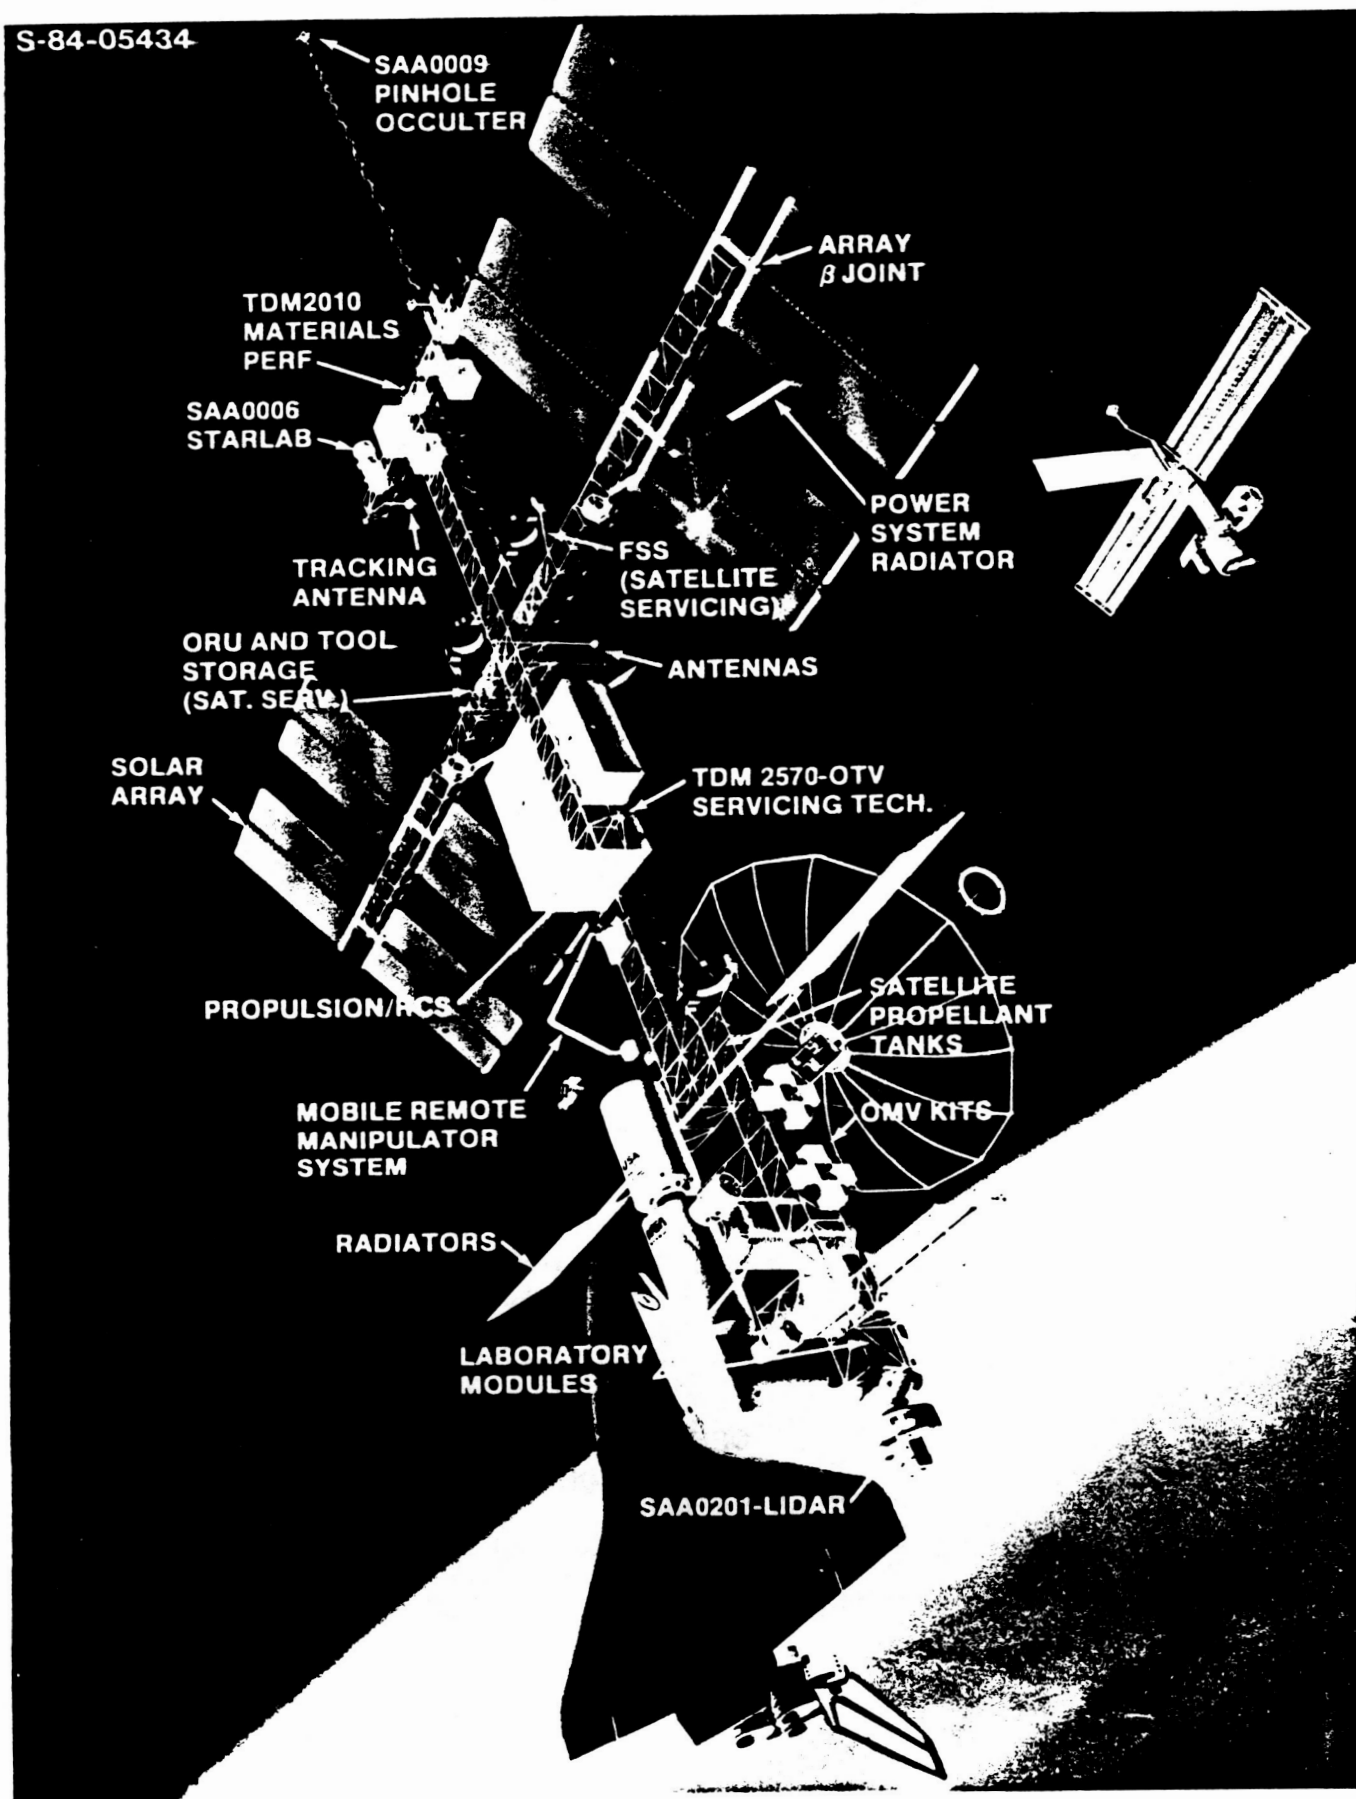 S-84-05434
SAA0009
PINHOLE
OCCULTER
ARRAY
β JOINT
TDM2010
MATERIALS
PERF
SAA0006
STARLAB
POWER
SYSTEM
RADIATOR
FSS
(SATELLITE
SERVICING)
TRACKING
ANTENNA
ORU AND TOOL
STORAGE
(SAT. SERV.)
ANTENNAS
SOLAR
ARRAY
TDM 2570-OTV
SERVICING TECH.
PROPULSION/RCS
SATELLITE
PROPELLANT
TANKS
MOBILE REMOTE
MANIPULATOR
SYSTEM
OMV KITS
USA
RADIATORS
LABORATORY
MODULES
SAA0201-LIDAR